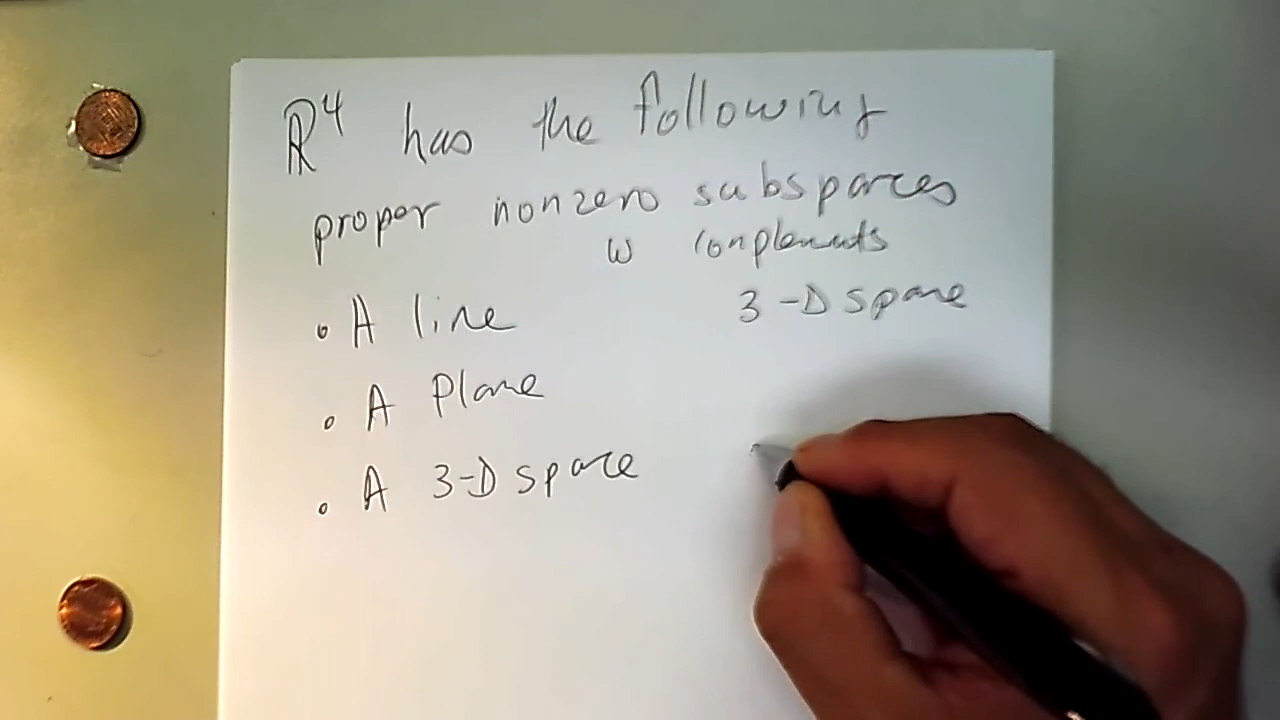 ℝ⁴ has the following
proper nonzero subspaces
w complements
• A line
3-D space
• A Plane
• A 3-D space